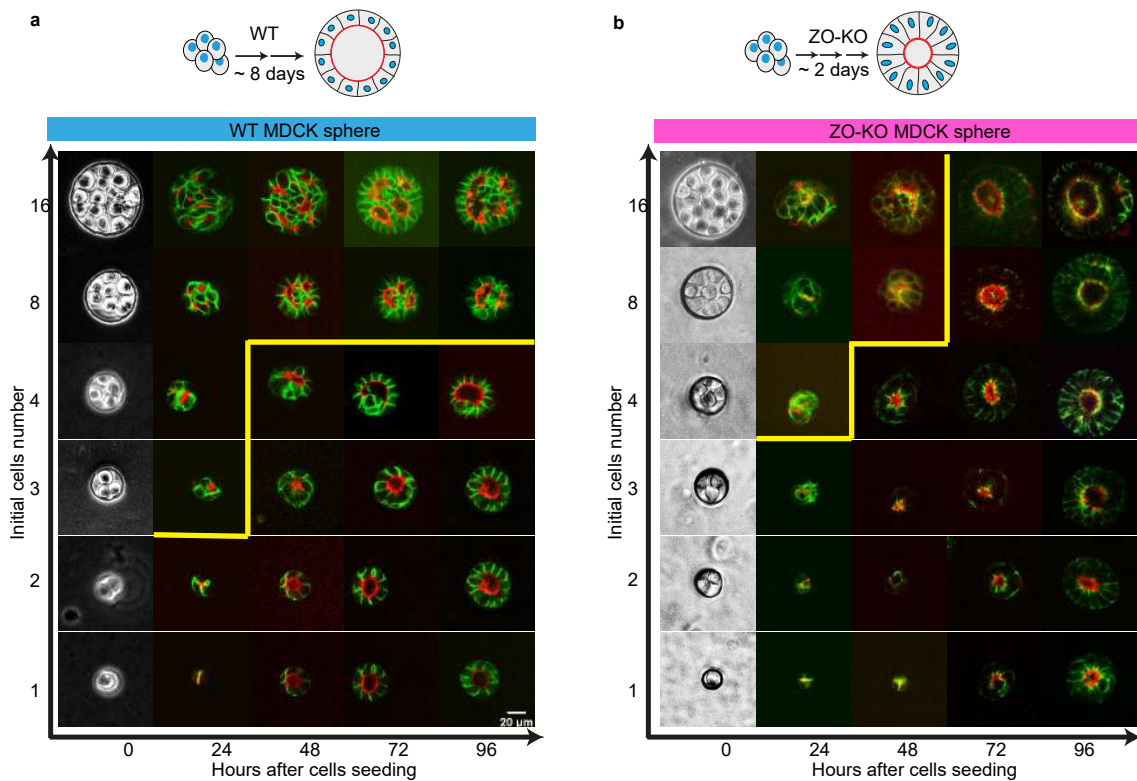 a
WT
~ 8 days
WT MDCK sphere
Initial cells number
16
8
4
3
2
1
20 µm
0 24 48 72 96
Hours after cells seeding
b
ZO-KO
~ 2 days
ZO-KO MDCK sphere
Initial cells number
16
8
4
3
2
1
0 24 48 72 96
Hours after cells seeding